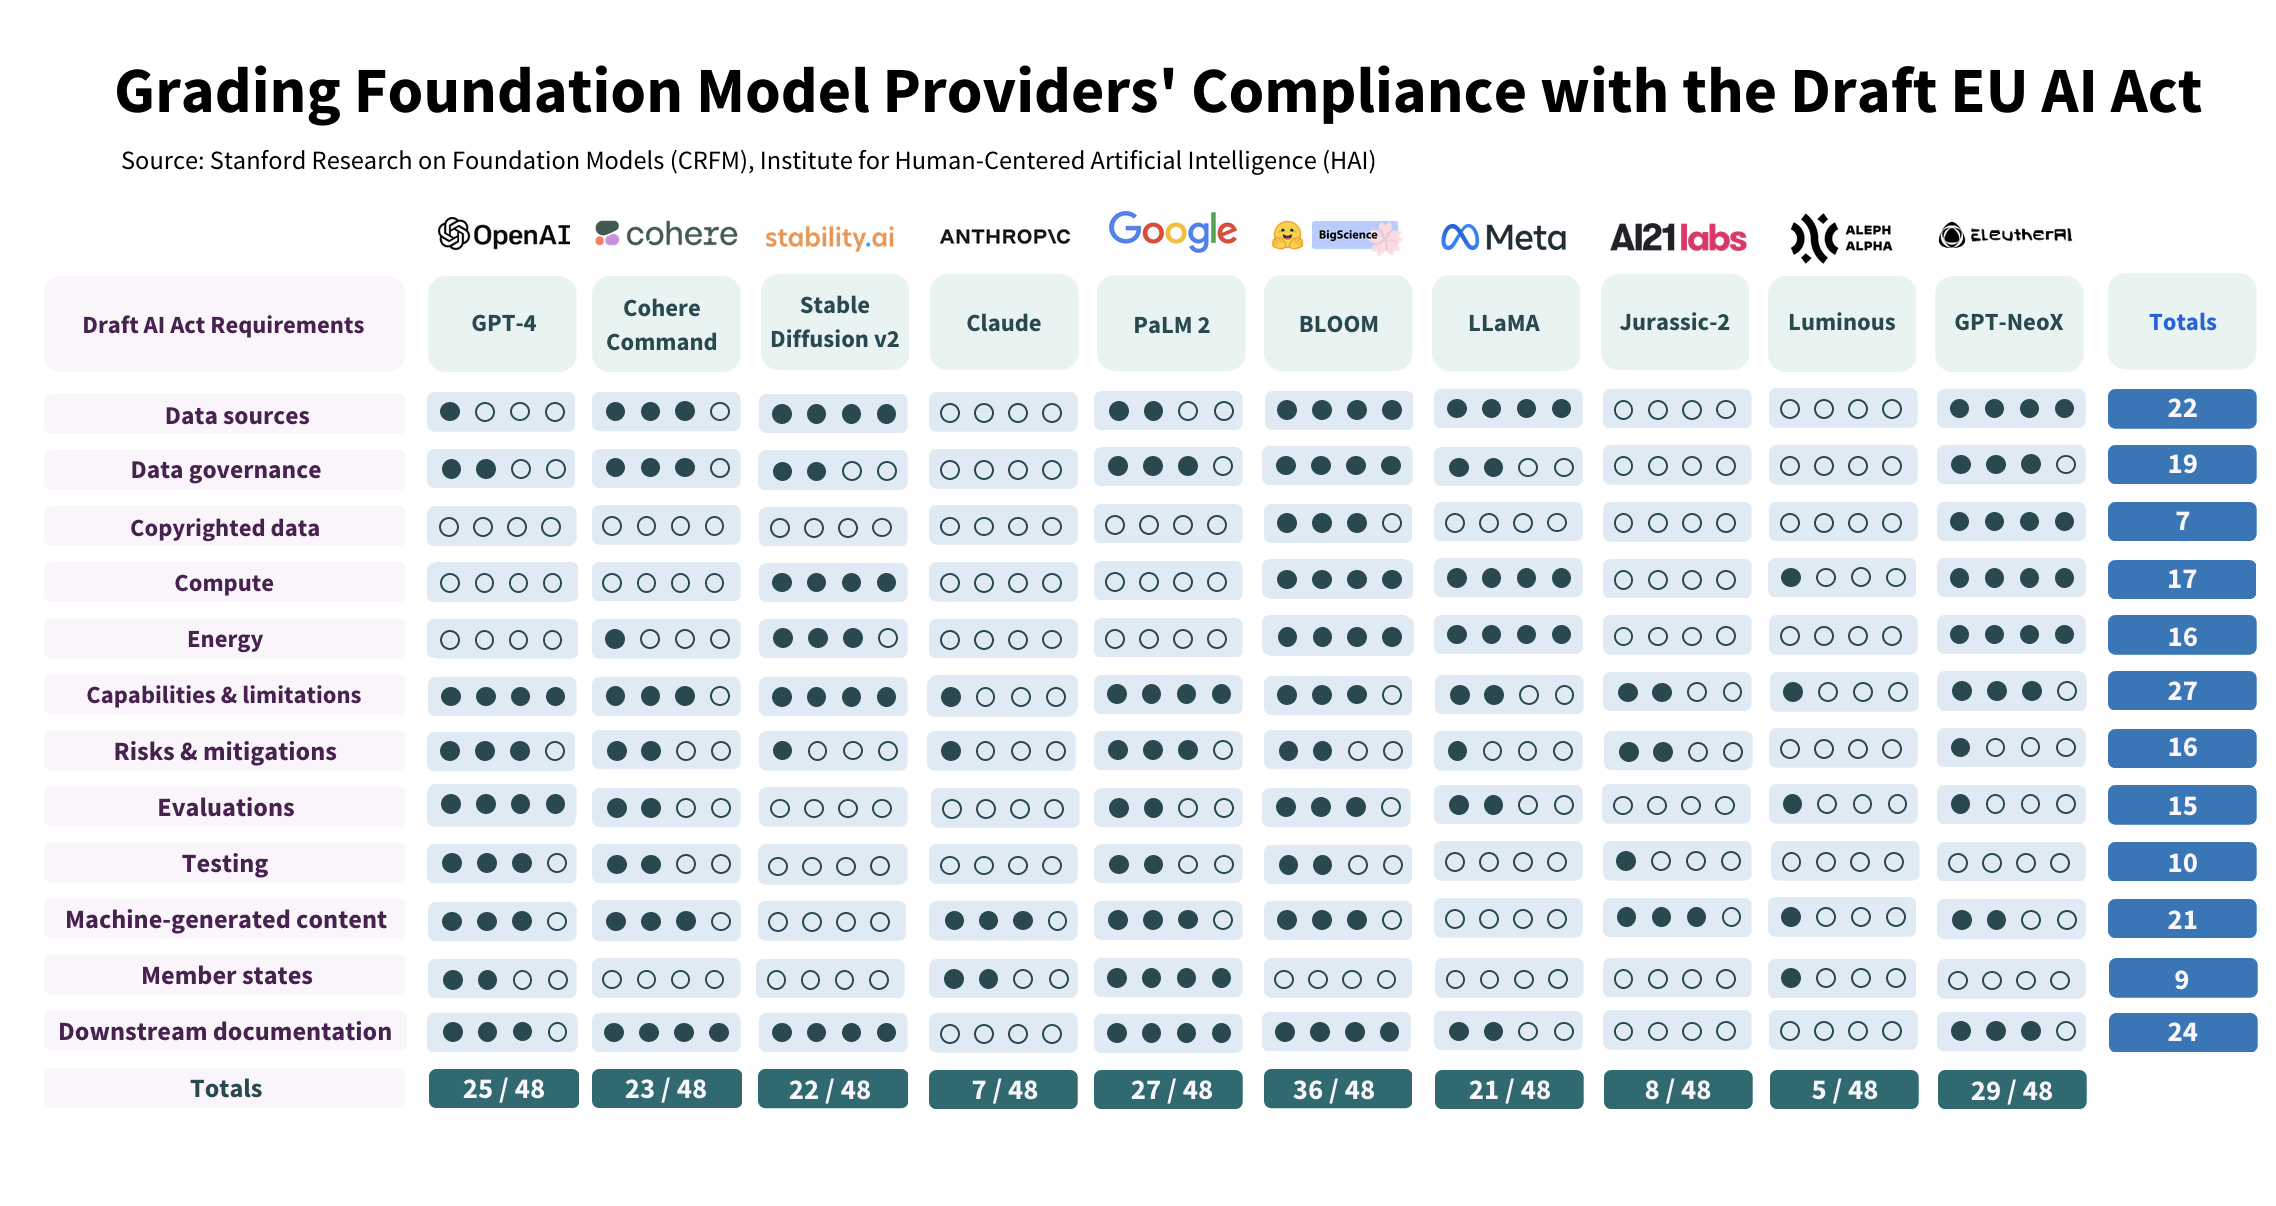 Grading Foundation Model Providers' Compliance with the Draft EU AI Act
Source: Stanford Research on Foundation Models (CRFM), Institute for Human-Centered Artificial Intelligence (HAI)
OpenAI cohere stability.ai ANTHROP\C Google BigScience Meta AI21labs ALEPH ALPHA EleutherAI
Draft AI Act Requirements GPT-4 Cohere Command Stable Diffusion v2 Claude PaLM 2 BLOOM LLaMA Jurassic-2 Luminous GPT-NeoX Totals
Data sources 22
Data governance 19
Copyrighted data 7
Compute 17
Energy 16
Capabilities & limitations 27
Risks & mitigations 16
Evaluations 15
Testing 10
Machine-generated content 21
Member states 9
Downstream documentation 24
Totals 25 / 48 23 / 48 22 / 48 7 / 48 27 / 48 36 / 48 21 / 48 8 / 48 5 / 48 29 / 48